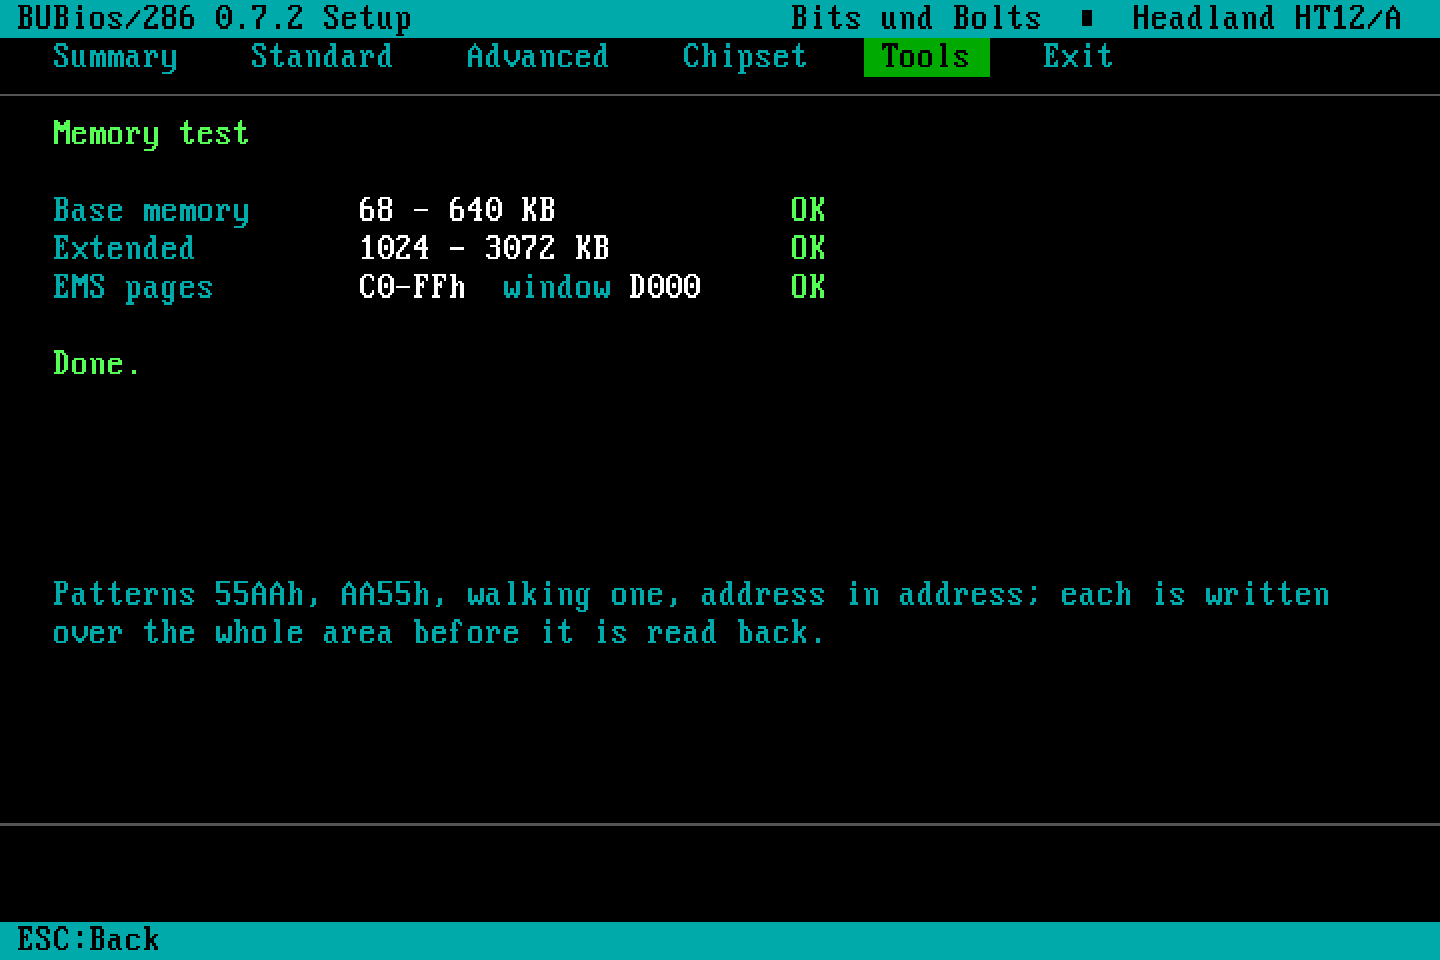 BUBios/286 0.7.2 Setup Bits und Bolts ▪ Headland HT12/A
Summary Standard Advanced Chipset Tools Exit
Memory test
Base memory 68 - 640 KB OK
Extended 1024 - 3072 KB OK
EMS pages C0-FFh window D000 OK
Done.
Patterns 55AAh, AA55h, walking one, address in address; each is written
over the whole area before it is read back.
ESC:Back